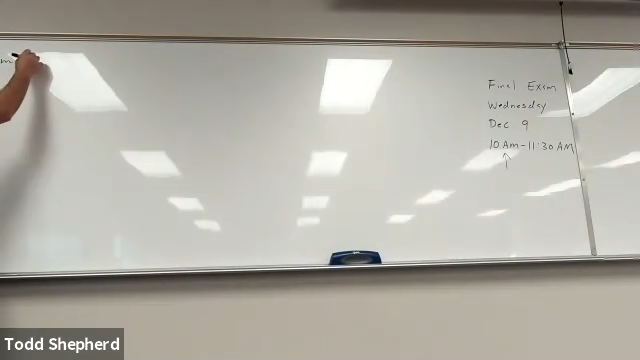 m
Final Exam
Wednesday
Dec 9
10 Am-11:30 AM
↑
Todd Shepherd